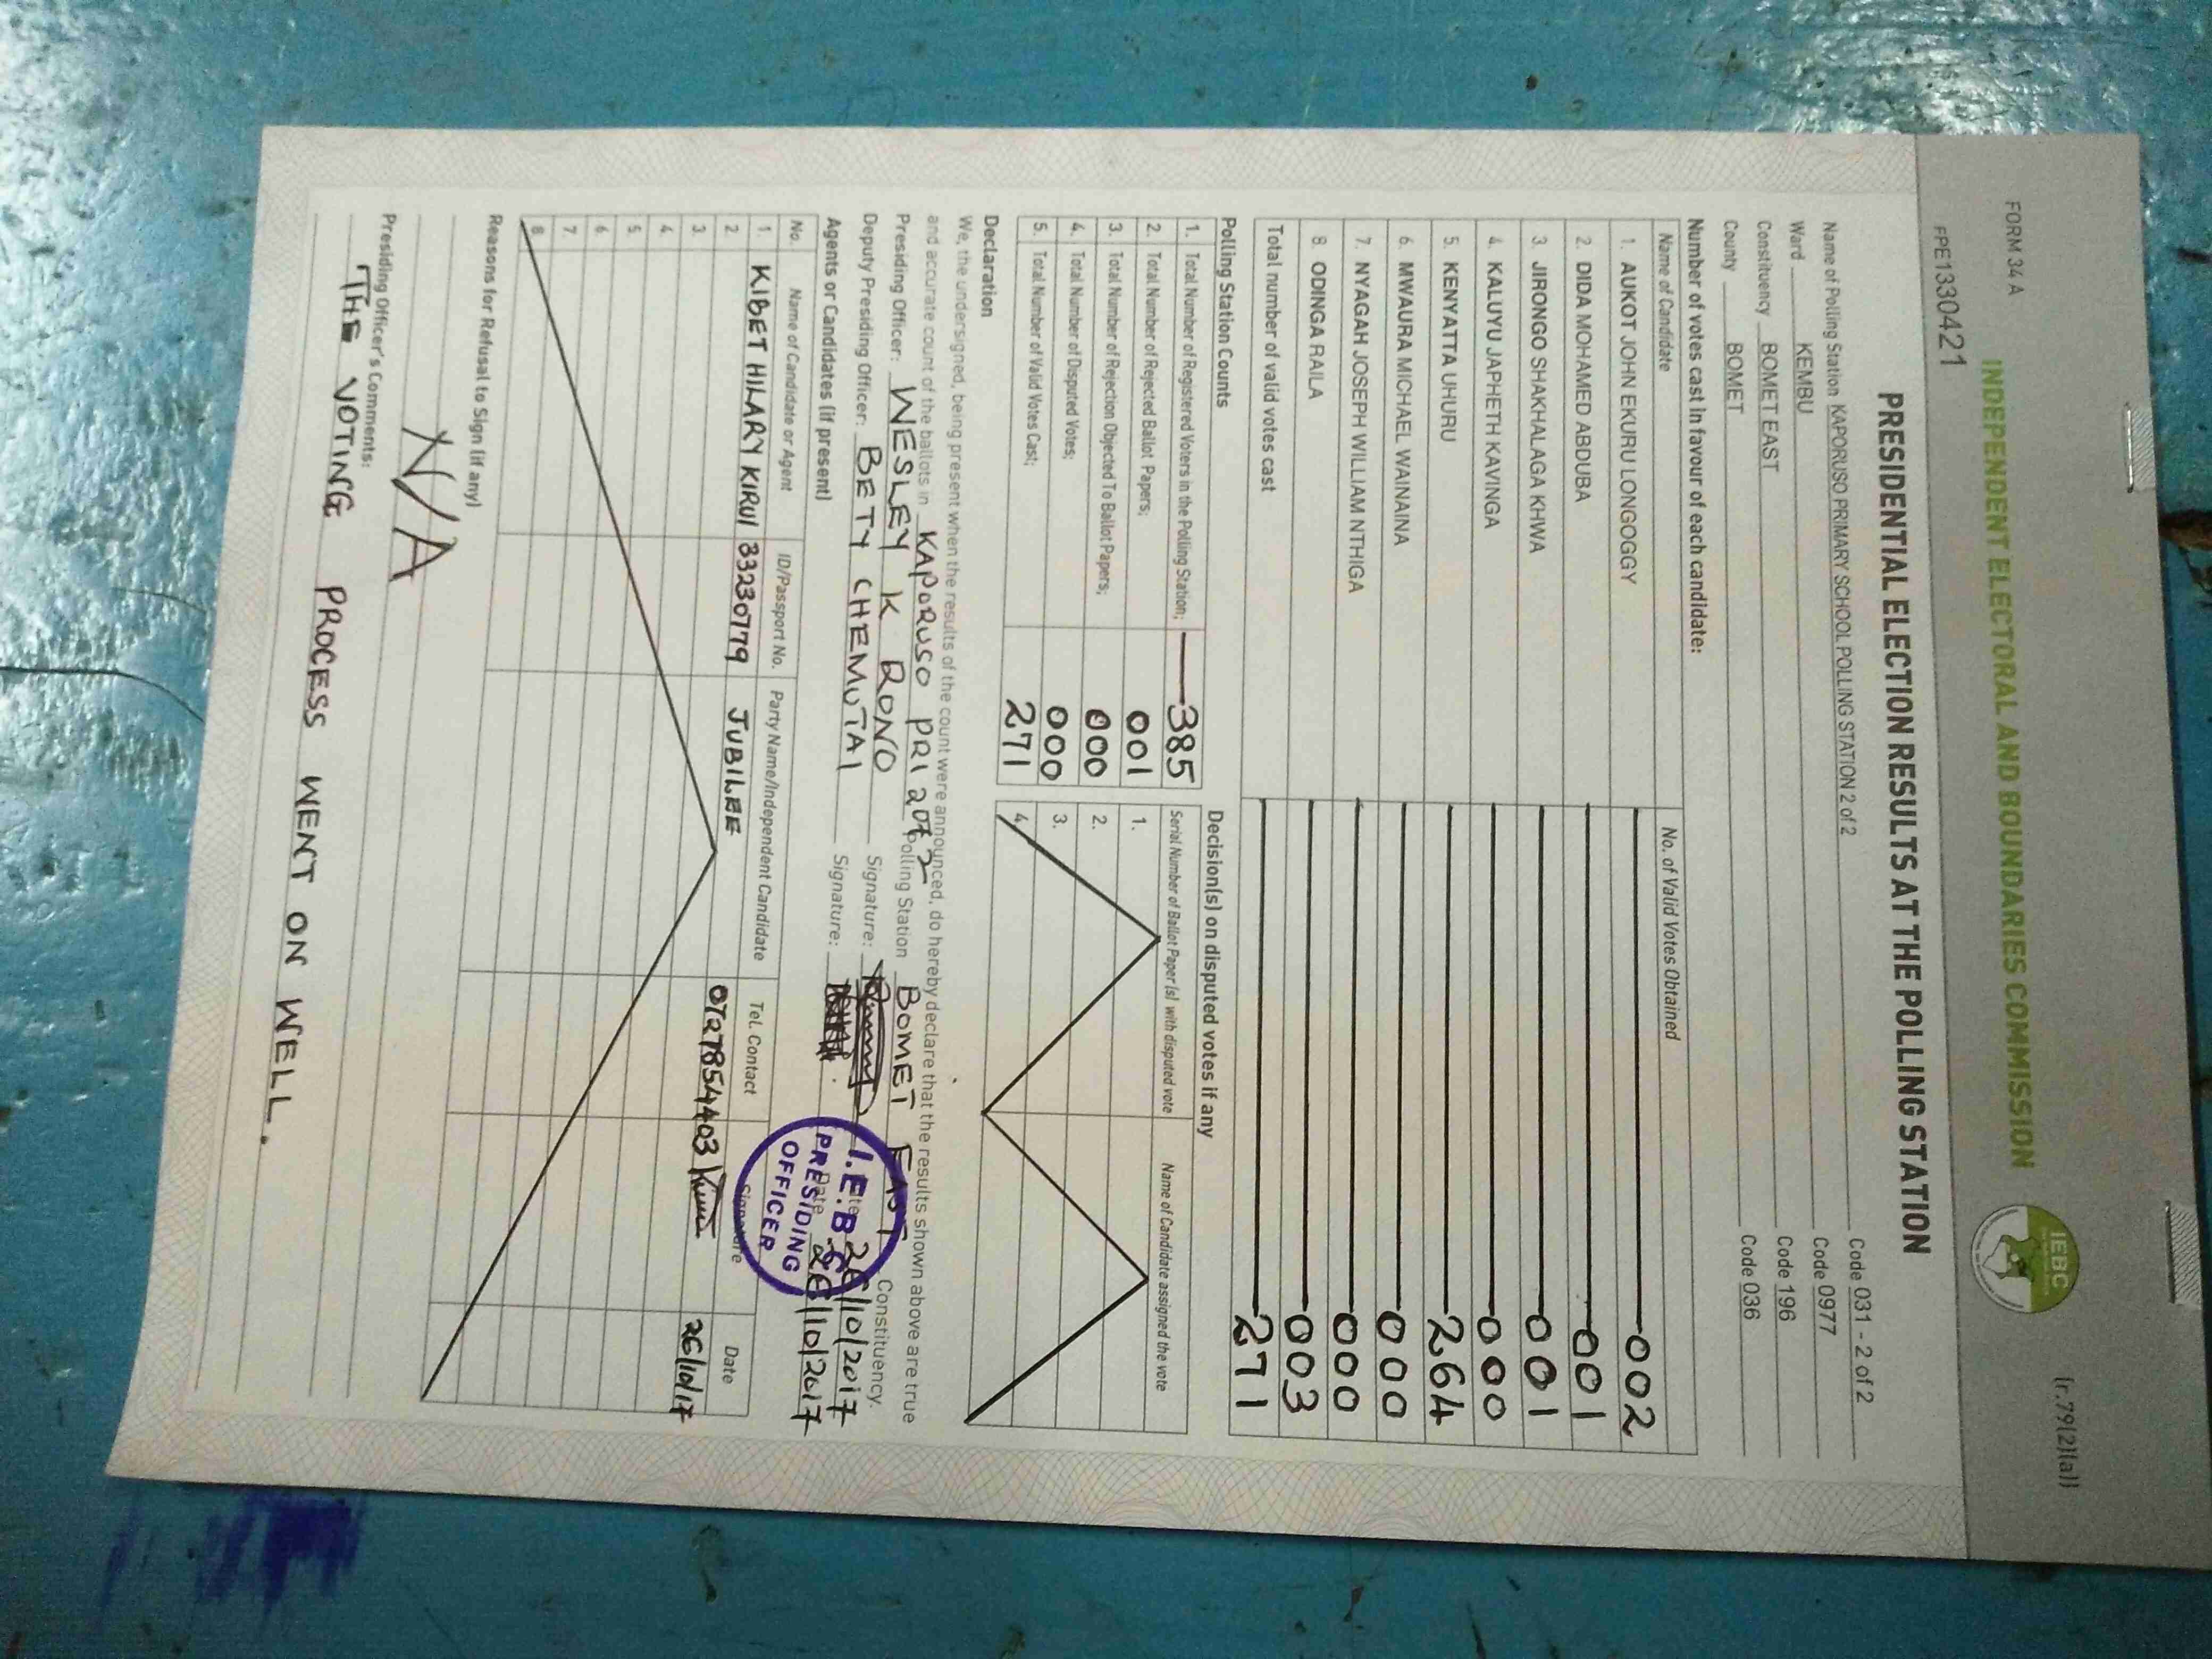 FORM 34 A
(r.79(2)(a))
INDEPENDENT ELECTORAL AND BOUNDARIES COMMISSION
IEBC
FPE1330421
PRESIDENTIAL ELECTION RESULTS AT THE POLLING STATION
Name of Polling Station KAPORUSO PRIMARY SCHOOL POLLING STATION 2 of 2 Code 031 - 2 of 2
Ward KEMBU Code 0977
Constituency BOMET EAST Code 196
County BOMET Code 036
Number of votes cast in favour of each candidate:
Name of Candidate No. of Valid Votes Obtained
1. AUKOT JOHN EKURU LONGOGGY 002
2. DIDA MOHAMED ABDUBA 001
3. JIRONGO SHAKHALAGA KHWA 001
4. KALUYU JAPHETH KAVINGA 000
5. KENYATTA UHURU 264
6. MWAURA MICHAEL WAINAINA 000
7. NYAGAH JOSEPH WILLIAM NTHIGA 000
8. ODINGA RAILA 003
Total number of valid votes cast 271
Polling Station Counts
1. Total Number of Registered Voters in the Polling Station; 385
2. Total Number of Rejected Ballot Papers; 001
3. Total Number of Rejection Objected To Ballot Papers; 000
4. Total Number of Disputed Votes; 000
5. Total Number of Valid Votes Cast; 271
Decision(s) on disputed votes if any
Serial Number of Ballot Paper (s) with disputed vote Name of Candidate assigned the vote
1.
2.
3.
4.
Declaration
We, the undersigned, being present when the results of the count were announced, do hereby declare that the results shown above are true
and accurate count of the ballots in KAPORUSO PRI 2 OF 2 Polling Station BOMET EAST Constituency.
Presiding Officer: WESLEY K RONO Signature: Date 26/10/2017
Deputy Presiding Officer: BETY CHEMUTAI Signature: Date 26/10/2017
I.E.B.C
PRESIDING
OFFICER
Agents or Candidates (if present)
No. Name of Candidate or Agent ID/Passport No. Party Name/Independent Candidate Tel. Contact Signature Date
1. KIBET HILARY KIRUI 33230779 JUBILEE 0727854403 26/10/17
2.
3.
4.
5.
6.
7.
8.
Reasons for Refusal to Sign (if any)
N/A
Presiding Officer's Comments:
THE VOTING PROCESS WENT ON WELL.